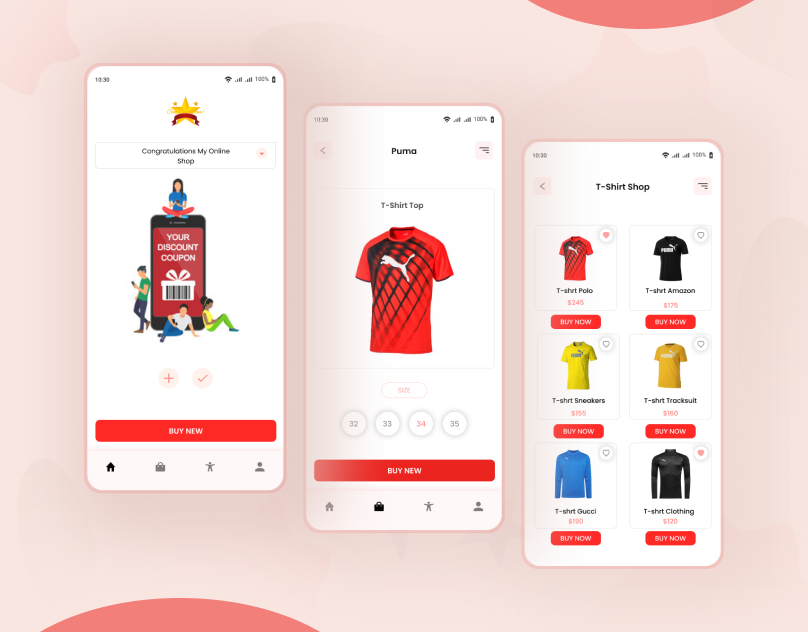 10:30
100%
Congratulations My Online
Shop
YOUR
DISCOUNT
COUPON
BUY NEW
10:30
100%
Puma
T-Shirt Top
SIZE
32 33 34 35
BUY NEW
10:30
100%
T-Shirt Shop
T-shrt Polo
$245
BUY NOW
T-shrt Amazon
PUMA
$175
BUY NOW
T-shrt Sneakers
$155
BUY NOW
T-shrt Tracksuit
$160
BUY NOW
T-shrt Gucci
$190
BUY NOW
T-shrt Clothing
$120
BUY NOW